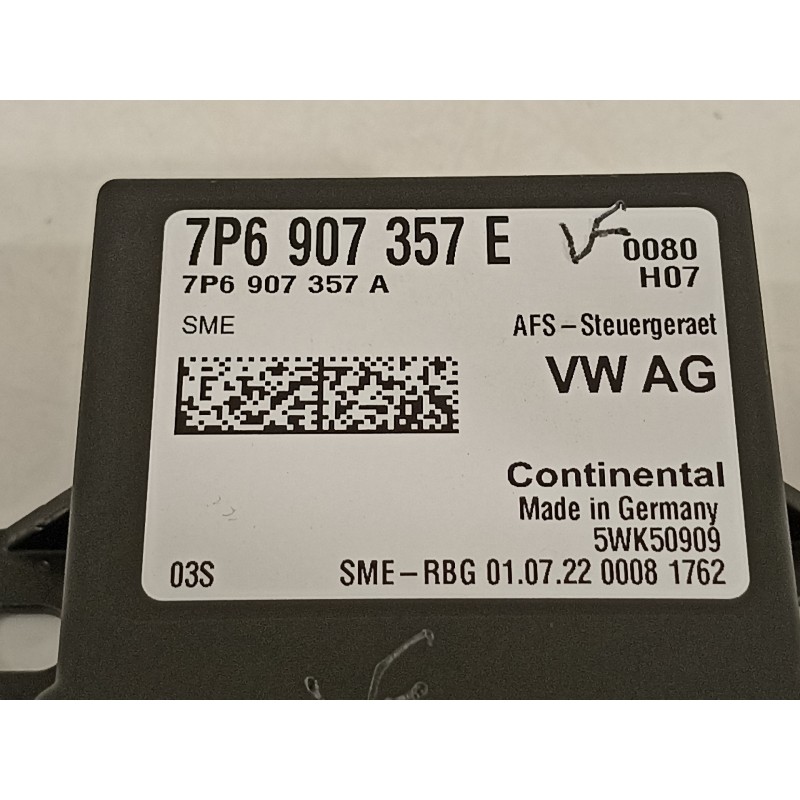 7P6 907 357 E
VF
0080
7P6 907 357 A
H07
SME
AFS-Steuergeraet
VW AG
Continental
Made in Germany
5WK50909
03S
SME-RBG 01.07.22 0008 1762